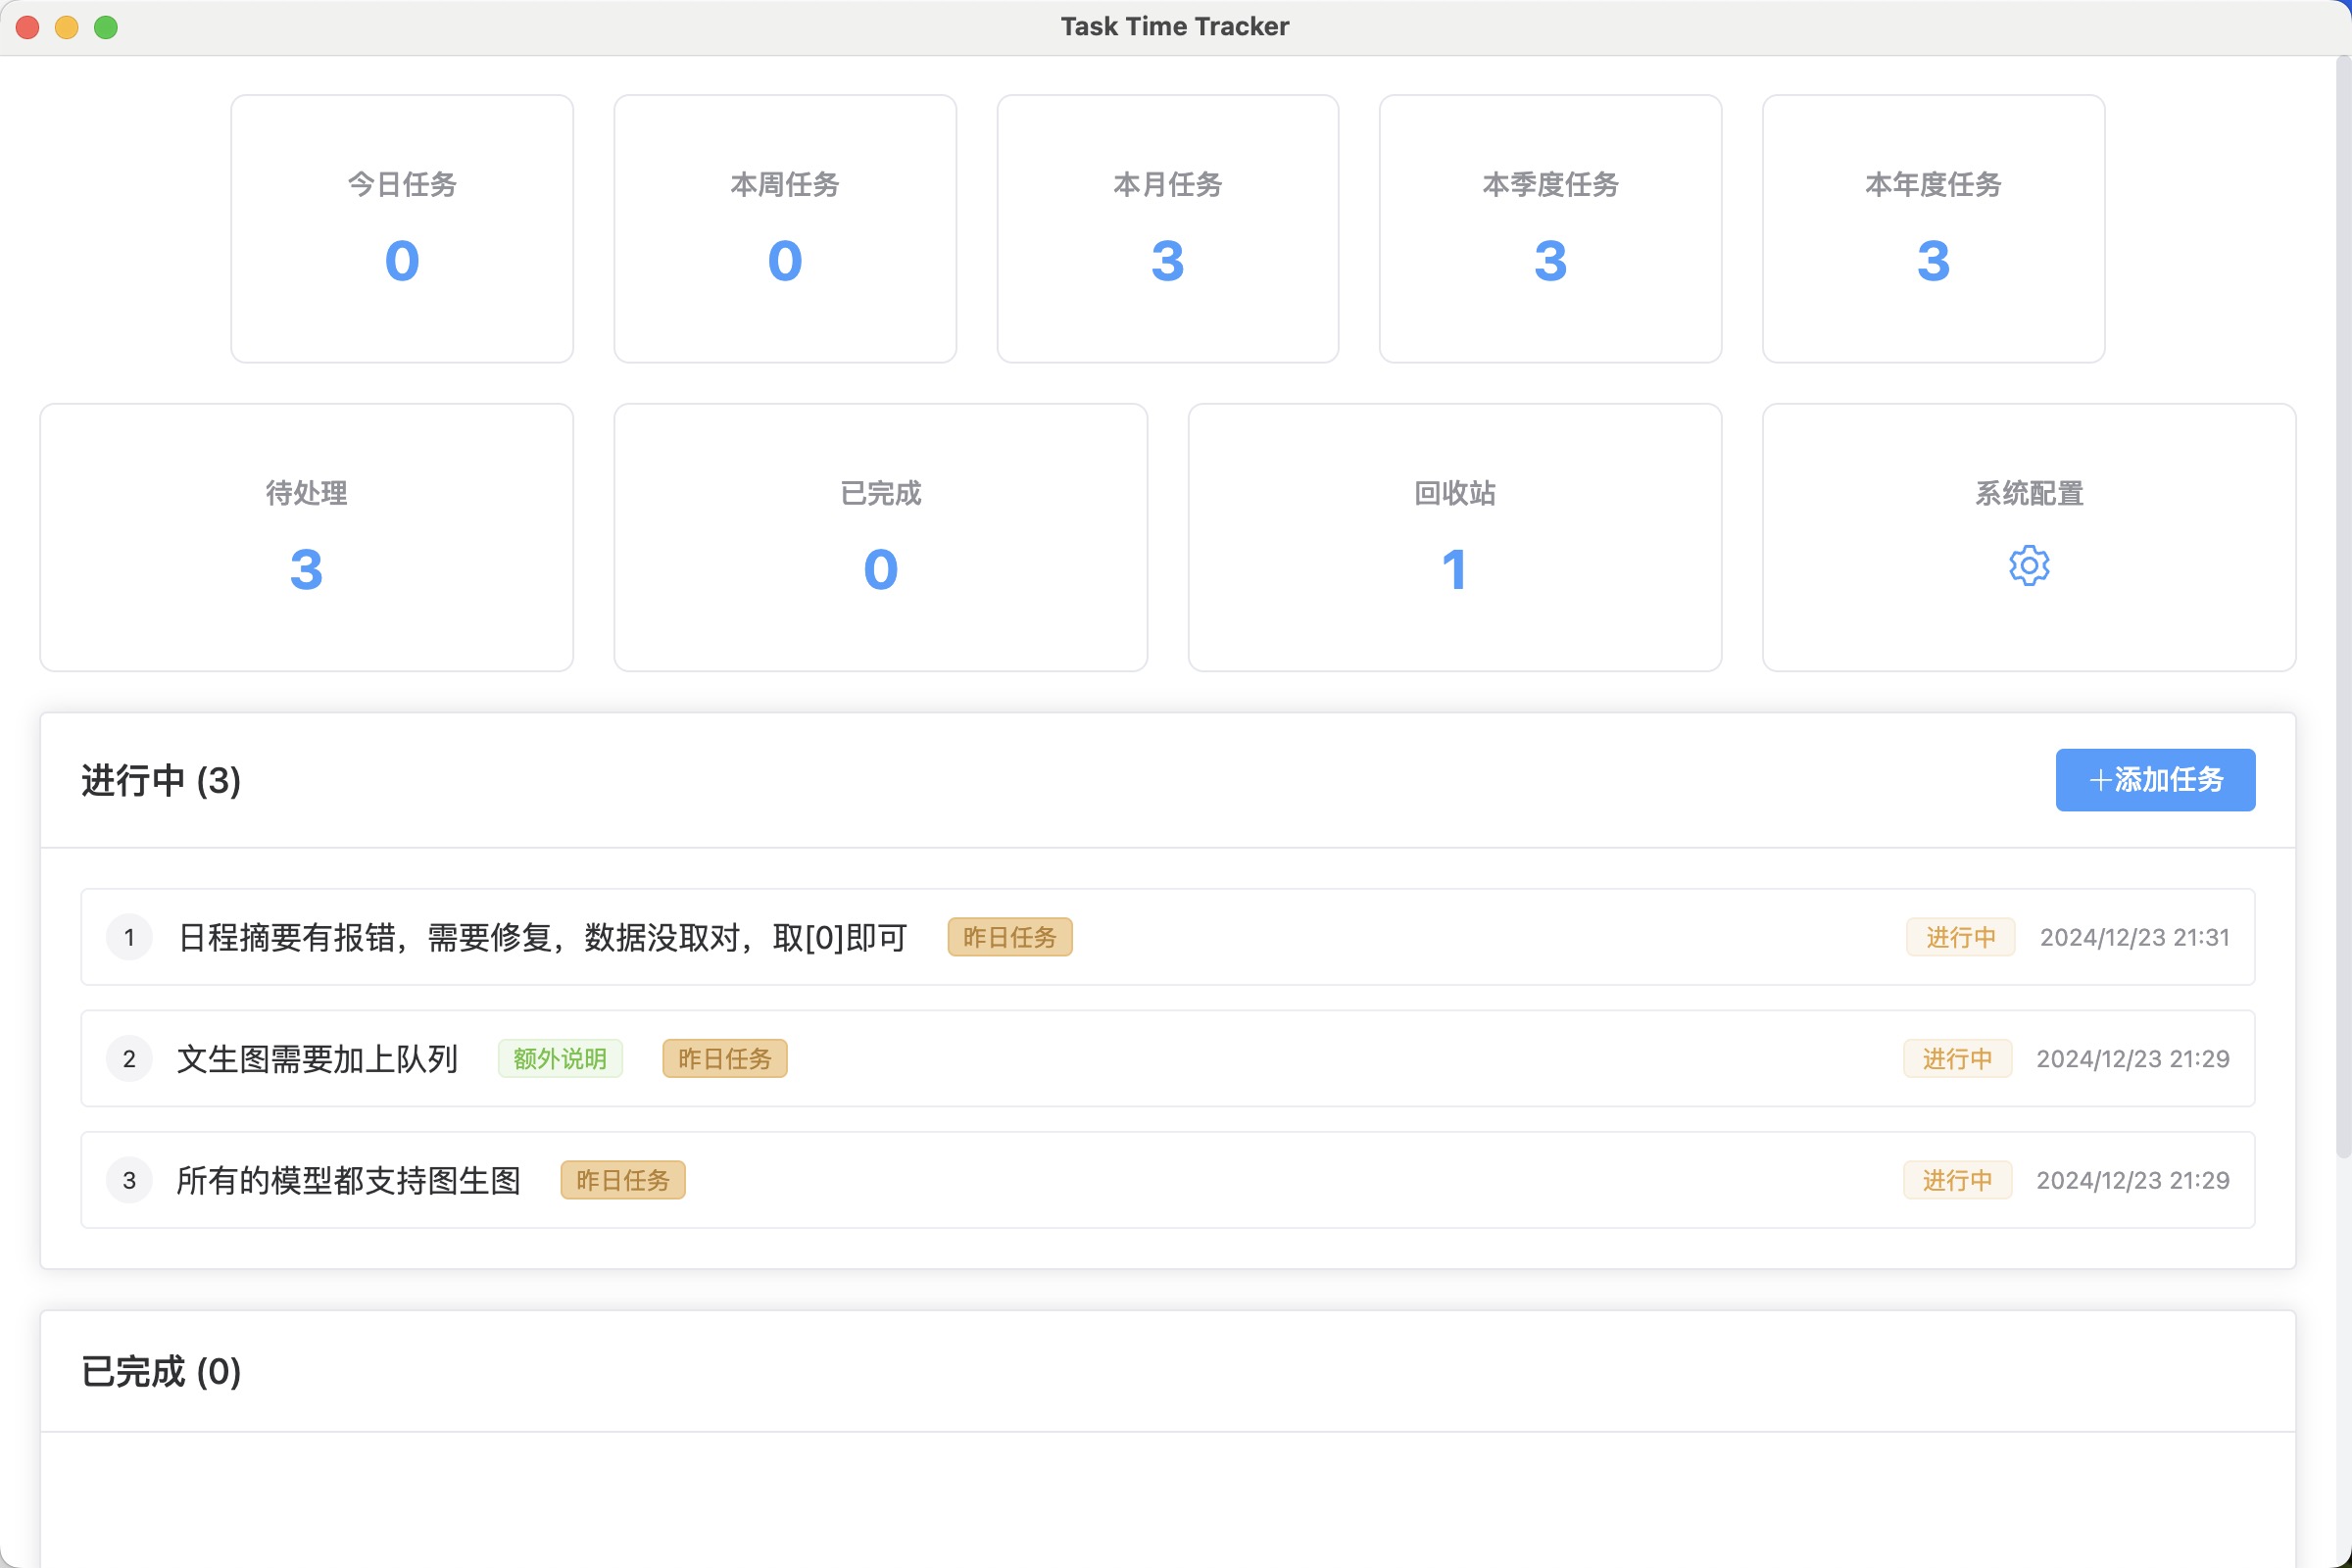 Task Time Tracker
今日任务 本周任务 本月任务 本季度任务 本年度任务
0 0 3 3 3
待处理 已完成 回收站 系统配置
3 0 1
进行中 (3) 添加任务
1 日程摘要有报错，需要修复，数据没取对，取[0]即可 昨日任务 进行中 2024/12/23 21:31
2 文生图需要加上队列 额外说明 昨日任务 进行中 2024/12/23 21:29
3 所有的模型都支持图生图 昨日任务 进行中 2024/12/23 21:29
已完成 (0)